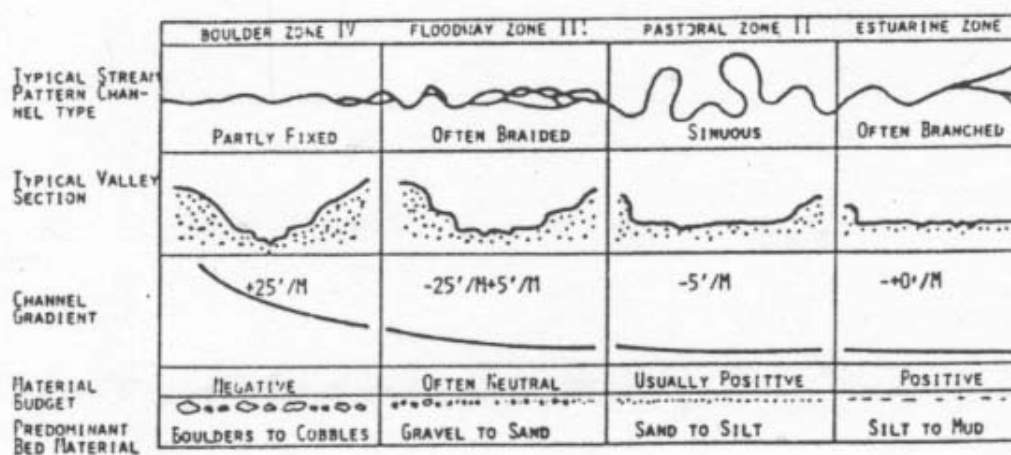 BOULDER ZONE IV FLOODWAY ZONE III PASTORAL ZONE II ESTUARINE ZONE
TYPICAL STREAM
PATTERN CHAN-
NEL TYPE
PARTLY FIXED OFTEN BRAIDED SINUOUS OFTEN BRANCHED
TYPICAL VALLEY
SECTION
+25'/M -25'/M+5'/M -5'/M -+0'/M
CHANNEL
GRADIENT
MATERIAL
BUDGET
NEGATIVE OFTEN NEUTRAL USUALLY POSITIVE POSITIVE
PREDOMINANT
BED MATERIAL
BOULDERS TO COBBLES GRAVEL TO SAND SAND TO SILT SILT TO MUD